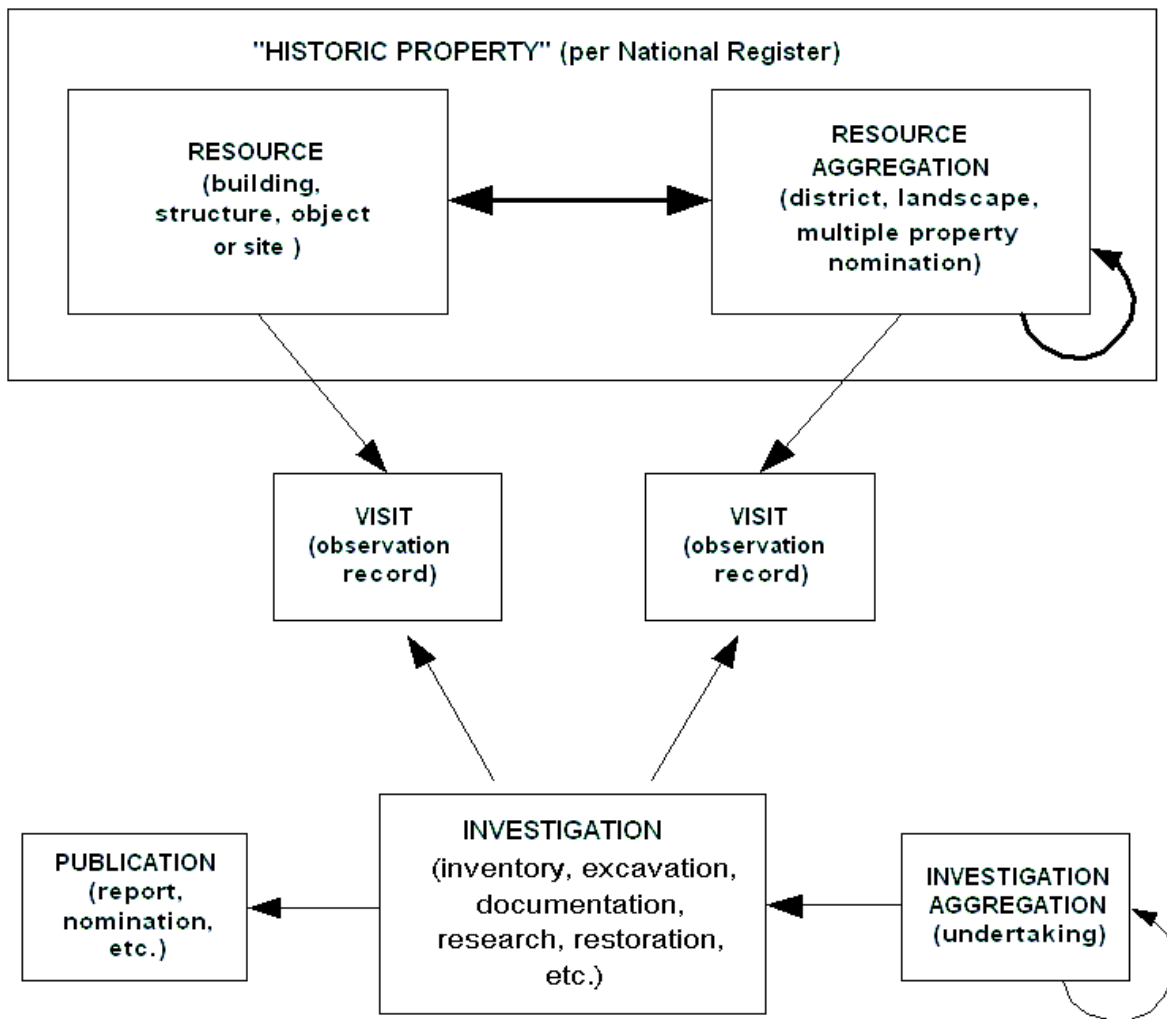 "HISTORIC PROPERTY" (per National Register)
RESOURCE
(building,
structure, object
or site )
RESOURCE
AGGREGATION
(district, landscape,
multiple property
nomination)
VISIT
(observation
record)
VISIT
(observation
record)
PUBLICATION
(report,
nomination,
etc.)
INVESTIGATION
(inventory, excavation,
documentation,
research, restoration,
etc.)
INVESTIGATION
AGGREGATION
(undertaking)